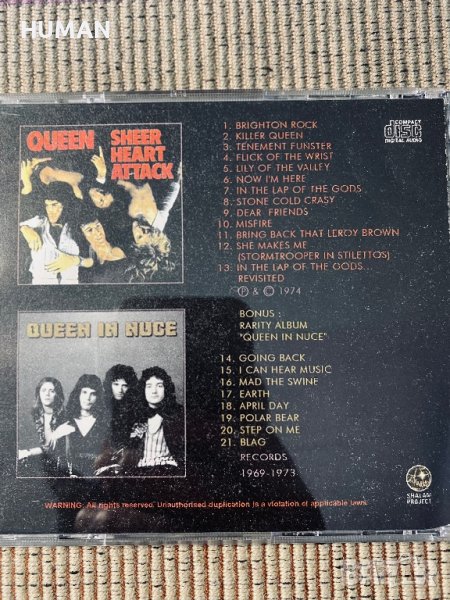 HUMAN
QUEEN SHEER
HEART
ATTACK
1. BRIGHTON ROCK
2. KILLER QUEEN
3. TENEMENT FUNSTER
4. FLICK OF THE WRIST
5. LILY OF THE VALLEY
6. NOW I'M HERE
7. IN THE LAP OF THE GODS
8. STONE COLD CRASY
9. DEAR FRIENDS
10. MISFIRE
11. BRING BACK THAT LEROY BROWN
12. SHE MAKES ME
(STORMTROOPER IN STILETTOS)
13. IN THE LAP OF THE GODS...
REVISITED
℗ & © 1974
COMPACT
DISC
DIGITAL AUDIO
QUEEN IN NUCE
BONUS :
RARITY ALBUM
"QUEEN IN NUCE"
14. GOING BACK
15. I CAN HEAR MUSIC
16. MAD THE SWINE
17. EARTH
18. APRIL DAY
19. POLAR BEAR
20. STEP ON ME
21. BLAG
RECORDS
1969-1973
SHALAWI
PROJECT
WARNING: All rights reserved. Unauthorised duplication is a violation of applicable laws.